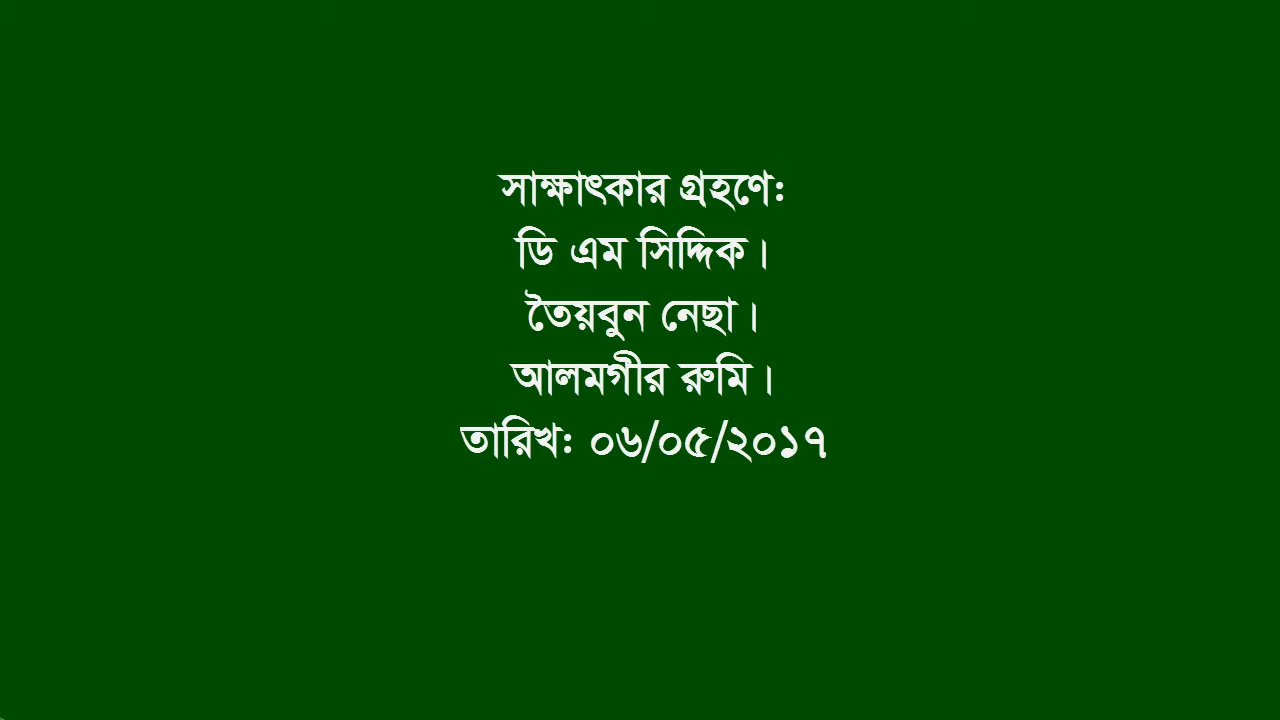 সাক্ষাৎকার গ্রহণে:
ডি এম সিদ্দিক।
তৈয়বুন নেছা।
আলমগীর রুমি।
তারিখ: ০৬/০৫/২০১৭